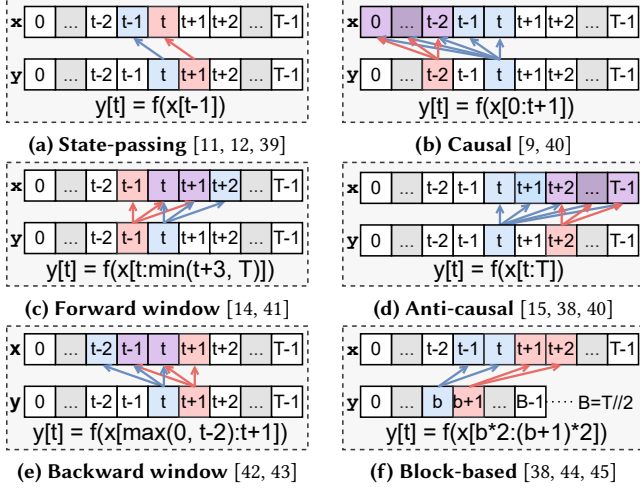 x 0 ... t-2 t-1 t t+1 t+2 ... T-1
y 0 ... t-2 t-1 t t+1 t+2 ... T-1
y[t] = f(x[t-1])
(a) State-passing [11, 12, 39]
x 0 ... t-2 t-1 t t+1 t+2 ... T-1
y 0 ... t-2 t-1 t t+1 t+2 ... T-1
y[t] = f(x[0:t+1])
(b) Causal [9, 40]
x 0 ... t-2 t-1 t t+1 t+2 ... T-1
y 0 ... t-2 t-1 t t+1 t+2 ... T-1
y[t] = f(x[t:min(t+3, T)])
(c) Forward window [14, 41]
x 0 ... t-2 t-1 t t+1 t+2 ... T-1
y 0 ... t-2 t-1 t t+1 t+2 ... T-1
y[t] = f(x[t:T])
(d) Anti-causal [15, 38, 40]
x 0 ... t-2 t-1 t t+1 t+2 ... T-1
y 0 ... t-2 t-1 t t+1 t+2 ... T-1
y[t] = f(x[max(0, t-2):t+1])
(e) Backward window [42, 43]
x 0 ... t-2 t-1 t t+1 t+2 ... T-1
y 0 ... b b+1 ... B-1 ..... B=T//2
y[t] = f(x[b*2:(b+1)*2])
(f) Block-based [38, 44, 45]